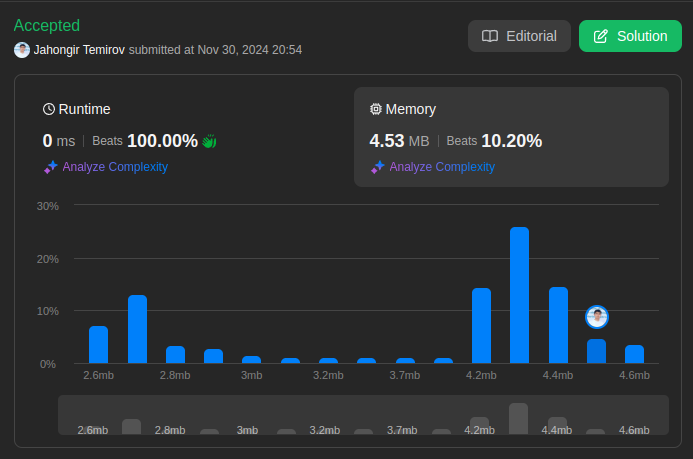 Accepted
Jahongir Temirov submitted at Nov 30, 2024 20:54
Editorial
Solution
Runtime
0 ms | Beats 100.00%
Analyze Complexity
Memory
4.53 MB | Beats 10.20%
Analyze Complexity
30%
20%
10%
0%
2.6mb 2.8mb 3mb 3.2mb 3.7mb 4.2mb 4.4mb 4.6mb
2.6mb 2.8mb 3mb 3.2mb 3.7mb 4.2mb 4.4mb 4.6mb